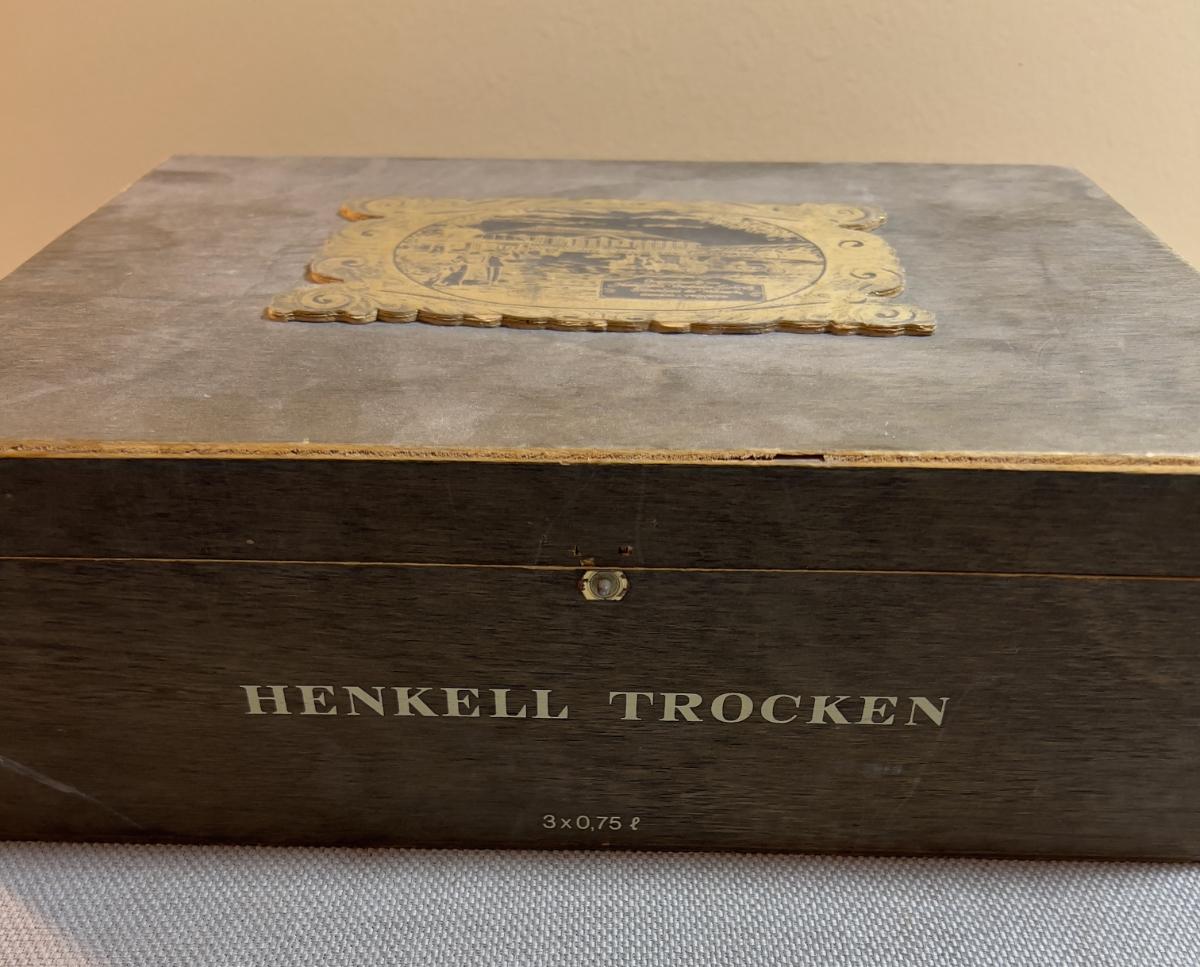 HENKELL TROCKEN
3 x 0,75 ℓ